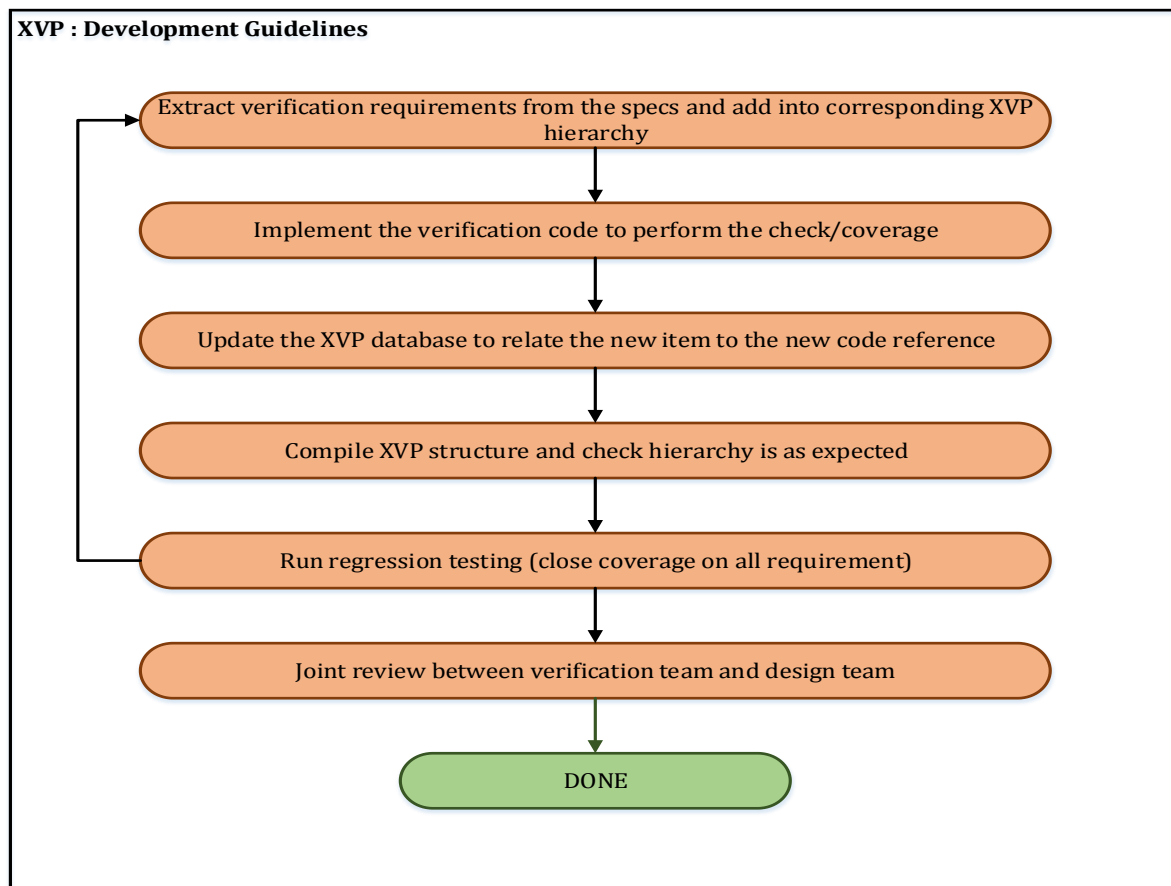 XVP : Development Guidelines
Extract verification requirements from the specs and add into corresponding XVP
hierarchy
Implement the verification code to perform the check/coverage
Update the XVP database to relate the new item to the new code reference
Compile XVP structure and check hierarchy is as expected
Run regression testing (close coverage on all requirement)
Joint review between verification team and design team
DONE